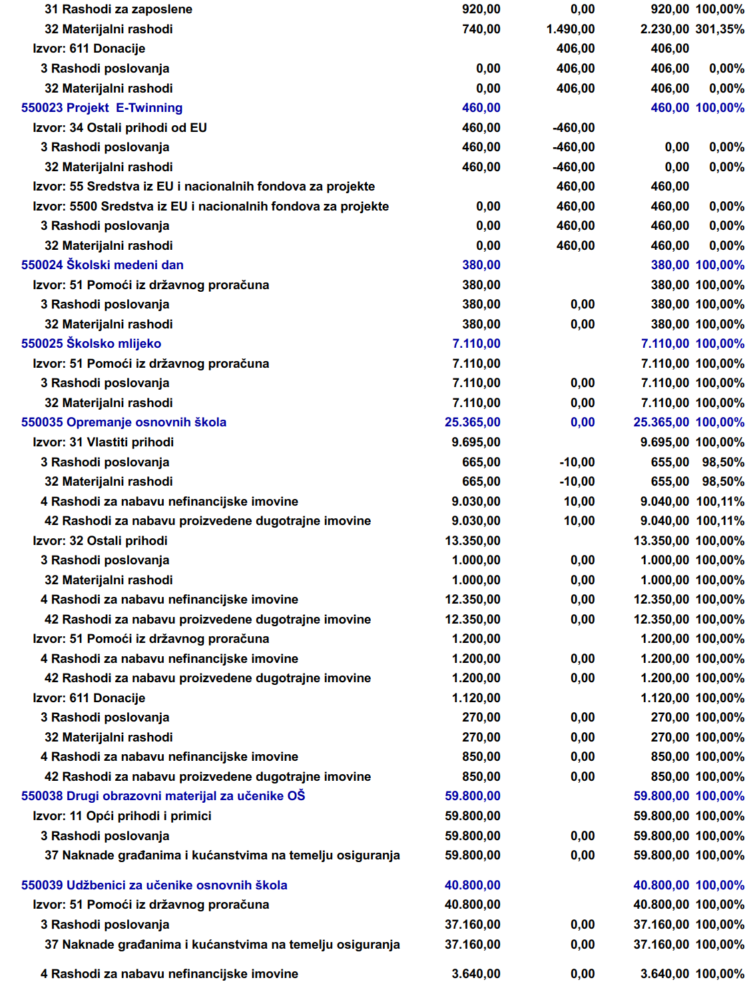 31 Rashodi za zaposlene 920,00 0,00 920,00 100,00%
32 Materijalni rashodi 740,00 1.490,00 2.230,00 301,35%
Izvor: 611 Donacije 406,00 406,00
3 Rashodi poslovanja 0,00 406,00 406,00 0,00%
32 Materijalni rashodi 0,00 406,00 406,00 0,00%
550023 Projekt E-Twinning 460,00 460,00 100,00%
Izvor: 34 Ostali prihodi od EU 460,00 -460,00
3 Rashodi poslovanja 460,00 -460,00 0,00 0,00%
32 Materijalni rashodi 460,00 -460,00 0,00 0,00%
Izvor: 55 Sredstva iz EU i nacionalnih fondova za projekte 460,00 460,00
Izvor: 5500 Sredstva iz EU i nacionalnih fondova za projekte 0,00 460,00 460,00 0,00%
3 Rashodi poslovanja 0,00 460,00 460,00 0,00%
32 Materijalni rashodi 0,00 460,00 460,00 0,00%
550024 Školski medeni dan 380,00 380,00 100,00%
Izvor: 51 Pomoći iz državnog proračuna 380,00 380,00 100,00%
3 Rashodi poslovanja 380,00 0,00 380,00 100,00%
32 Materijalni rashodi 380,00 0,00 380,00 100,00%
550025 Školsko mlijeko 7.110,00 7.110,00 100,00%
Izvor: 51 Pomoći iz državnog proračuna 7.110,00 7.110,00 100,00%
3 Rashodi poslovanja 7.110,00 0,00 7.110,00 100,00%
32 Materijalni rashodi 7.110,00 0,00 7.110,00 100,00%
550035 Opremanje osnovnih škola 25.365,00 0,00 25.365,00 100,00%
Izvor: 31 Vlastiti prihodi 9.695,00 9.695,00 100,00%
3 Rashodi poslovanja 665,00 -10,00 655,00 98,50%
32 Materijalni rashodi 665,00 -10,00 655,00 98,50%
4 Rashodi za nabavu nefinancijske imovine 9.030,00 10,00 9.040,00 100,11%
42 Rashodi za nabavu proizvedene dugotrajne imovine 9.030,00 10,00 9.040,00 100,11%
Izvor: 32 Ostali prihodi 13.350,00 13.350,00 100,00%
3 Rashodi poslovanja 1.000,00 0,00 1.000,00 100,00%
32 Materijalni rashodi 1.000,00 0,00 1.000,00 100,00%
4 Rashodi za nabavu nefinancijske imovine 12.350,00 0,00 12.350,00 100,00%
42 Rashodi za nabavu proizvedene dugotrajne imovine 12.350,00 0,00 12.350,00 100,00%
Izvor: 51 Pomoći iz državnog proračuna 1.200,00 1.200,00 100,00%
4 Rashodi za nabavu nefinancijske imovine 1.200,00 0,00 1.200,00 100,00%
42 Rashodi za nabavu proizvedene dugotrajne imovine 1.200,00 0,00 1.200,00 100,00%
Izvor: 611 Donacije 1.120,00 1.120,00 100,00%
3 Rashodi poslovanja 270,00 0,00 270,00 100,00%
32 Materijalni rashodi 270,00 0,00 270,00 100,00%
4 Rashodi za nabavu nefinancijske imovine 850,00 0,00 850,00 100,00%
42 Rashodi za nabavu proizvedene dugotrajne imovine 850,00 0,00 850,00 100,00%
550038 Drugi obrazovni materijal za učenike OŠ 59.800,00 59.800,00 100,00%
Izvor: 11 Opći prihodi i primici 59.800,00 59.800,00 100,00%
3 Rashodi poslovanja 59.800,00 0,00 59.800,00 100,00%
37 Naknade građanima i kućanstvima na temelju osiguranja 59.800,00 0,00 59.800,00 100,00%
550039 Udžbenici za učenike osnovnih škola 40.800,00 40.800,00 100,00%
Izvor: 51 Pomoći iz državnog proračuna 40.800,00 40.800,00 100,00%
3 Rashodi poslovanja 37.160,00 0,00 37.160,00 100,00%
37 Naknade građanima i kućanstvima na temelju osiguranja 37.160,00 0,00 37.160,00 100,00%
4 Rashodi za nabavu nefinancijske imovine 3.640,00 0,00 3.640,00 100,00%